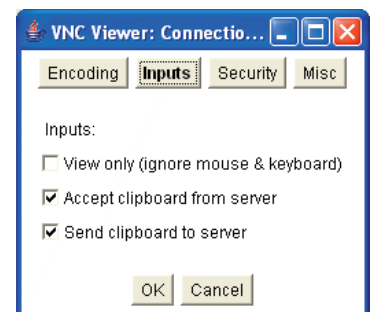 VNC Viewer: Connectio...
Encoding Inputs Security Misc
Inputs:
View only (ignore mouse & keyboard)
Accept clipboard from server
Send clipboard to server
OK Cancel